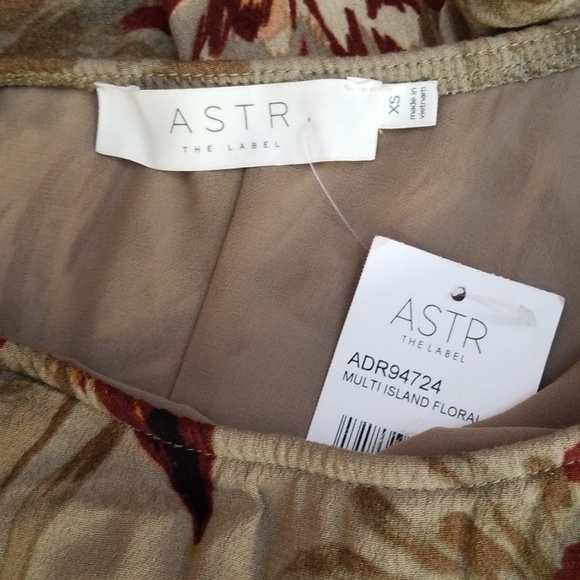 ASTR
THE LABEL
XS
made in
vietnam
ASTR
THE LABEL
ADR94724
MULTI ISLAND FLORAL